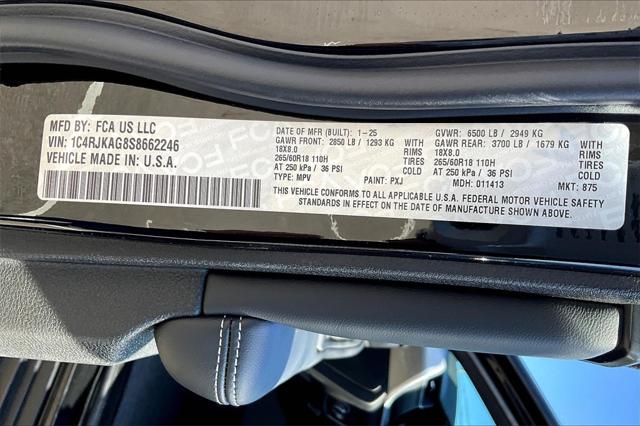 MFD BY: FCA US LLC
VIN: 1C4RJKAG8S8662246
VEHICLE MADE IN U.S.A.
DATE OF MFR (BUILT): 1-25 GVWR: 6500 LB / 2949 KG
GAWR FRONT: 2850 LB / 1293 KG WITH GAWR REAR: 3700 LB / 1679 KG WITH
18X8.0 RIMS 18X8.0 RIMS
265/60R18 110H TIRES 265/60R18 110H TIRES
AT 250 kPa / 36 PSI COLD AT 250 kPa / 36 PSI COLD
TYPE: MPV PAINT: PXJ MDH: 011413 MKT: 875
THIS VEHICLE CONFORMS TO ALL APPLICABLE U.S.A. FEDERAL MOTOR VEHICLE SAFETY
STANDARDS IN EFFECT ON THE DATE OF MANUFACTURE SHOWN ABOVE.